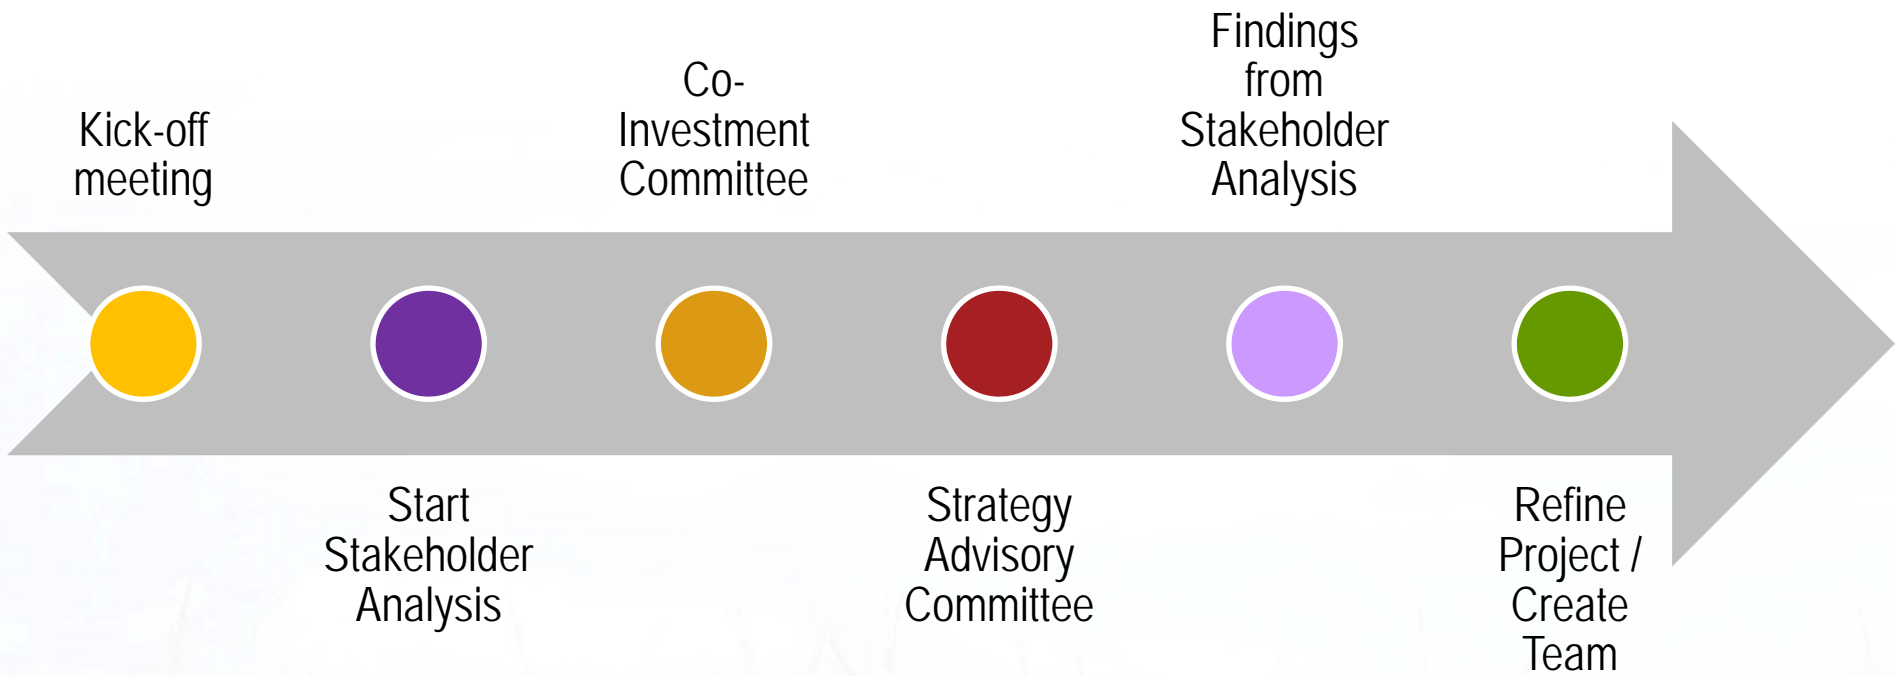 Kick-off
meeting
Start
Stakeholder
Analysis
Co-
Investment
Committee
Strategy
Advisory
Committee
Findings
from
Stakeholder
Analysis
Refine
Project /
Create
Team